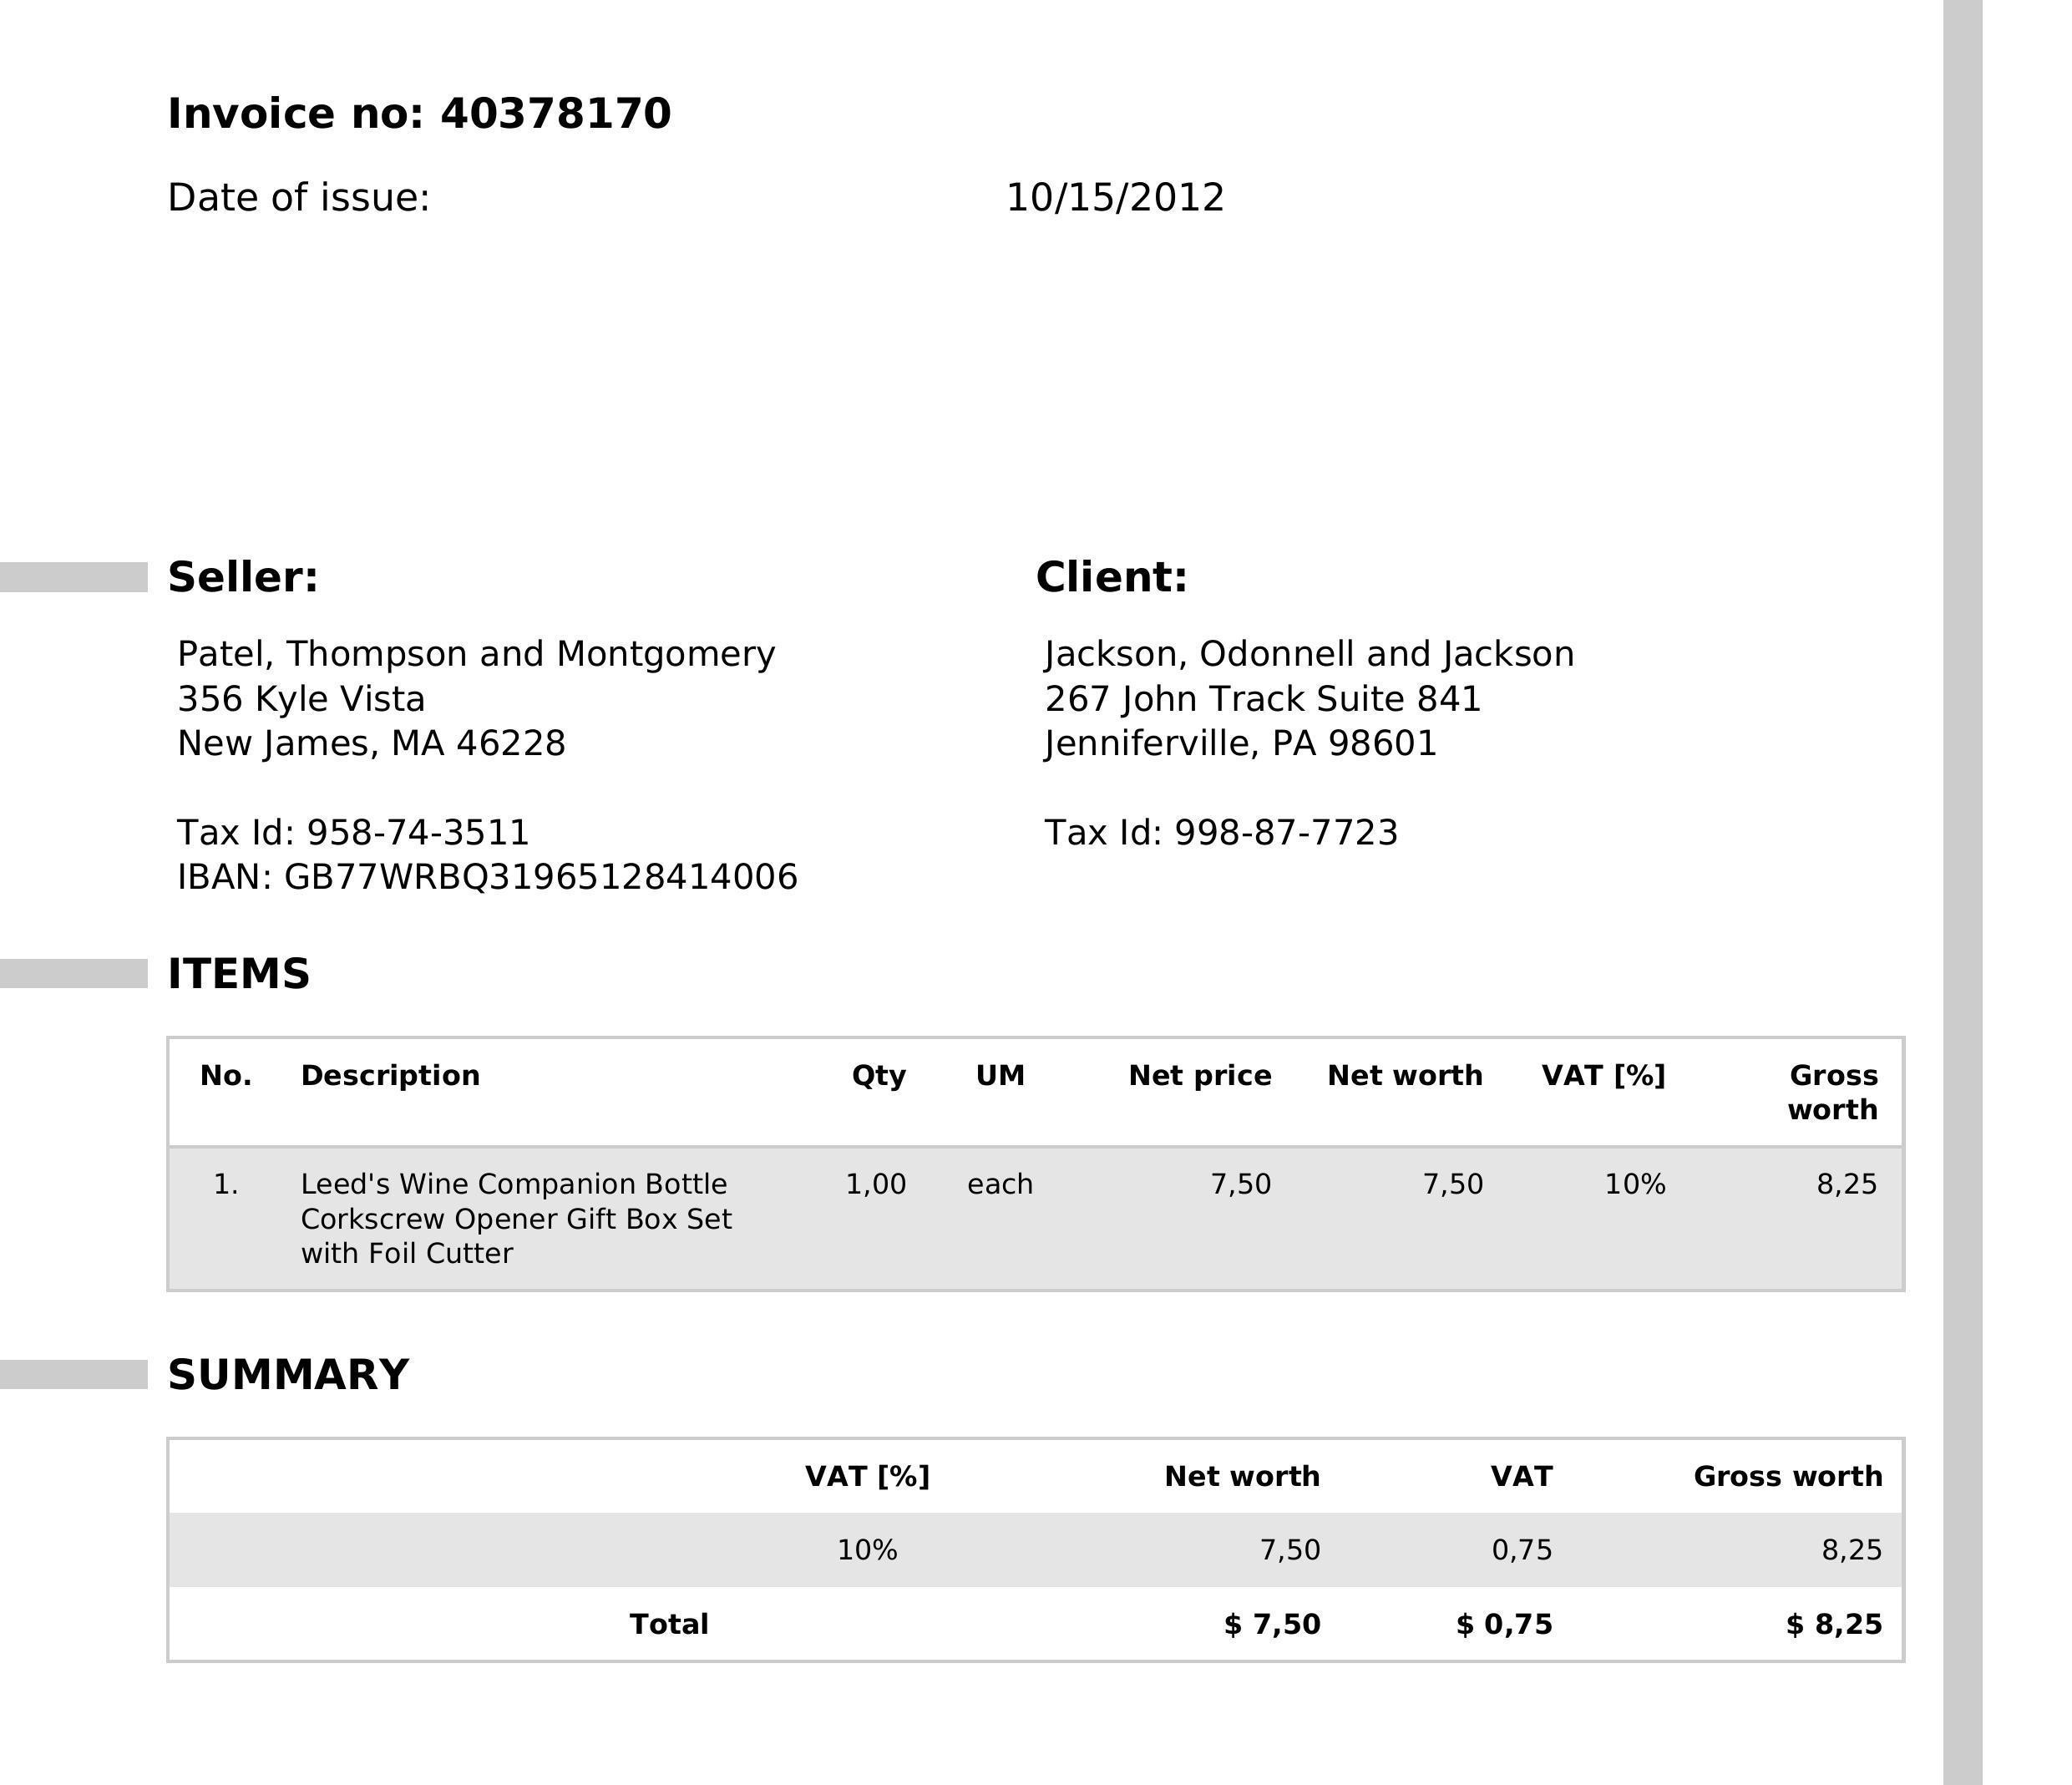 Invoice no: 40378170
Date of issue: 10/15/2012
Seller:
Patel, Thompson and Montgomery
356 Kyle Vista
New James, MA 46228
Tax Id: 958-74-3511
IBAN: GB77WRBQ31965128414006
Client:
Jackson, Odonnell and Jackson
267 John Track Suite 841
Jenniferville, PA 98601
Tax Id: 998-87-7723
ITEMS
No. Description Qty UM Net price Net worth VAT [%] Gross
worth
1. Leed's Wine Companion Bottle 1,00 each 7,50 7,50 10% 8,25
Corkscrew Opener Gift Box Set
with Foil Cutter
SUMMARY
VAT [%] Net worth VAT Gross worth
10% 7,50 0,75 8,25
Total $ 7,50 $ 0,75 $ 8,25